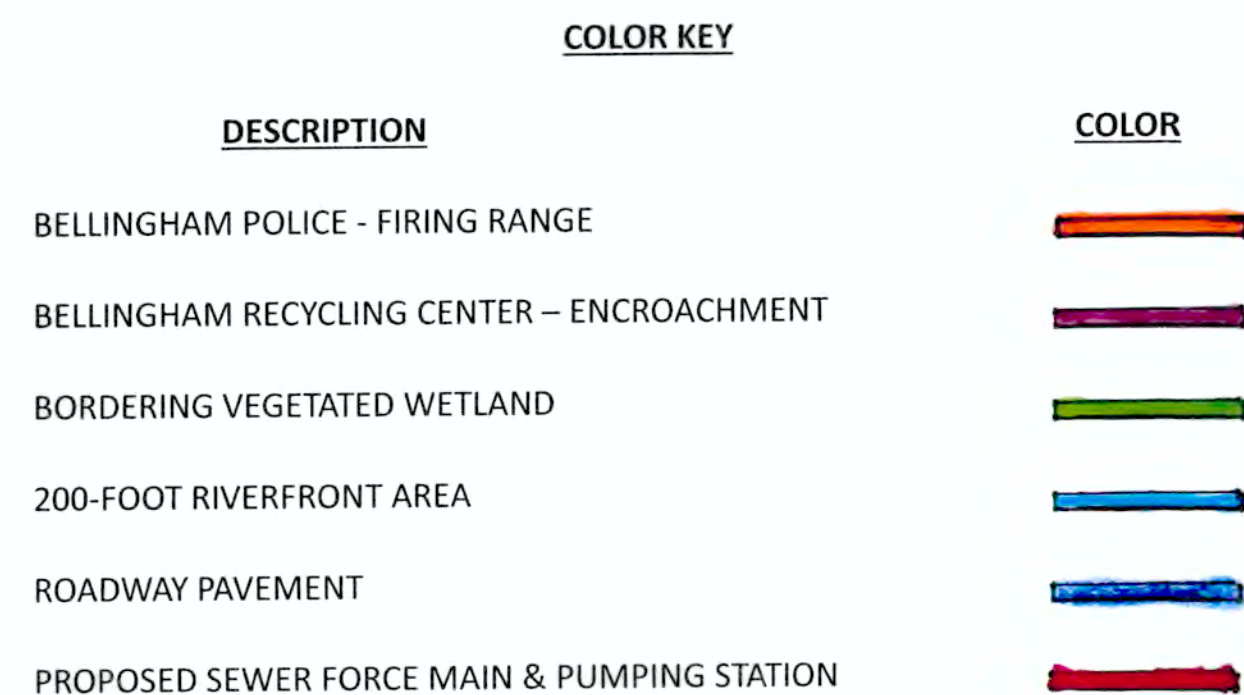 COLOR KEY
DESCRIPTION COLOR
BELLINGHAM POLICE - FIRING RANGE
BELLINGHAM RECYCLING CENTER – ENCROACHMENT
BORDERING VEGETATED WETLAND
200-FOOT RIVERFRONT AREA
ROADWAY PAVEMENT
PROPOSED SEWER FORCE MAIN & PUMPING STATION